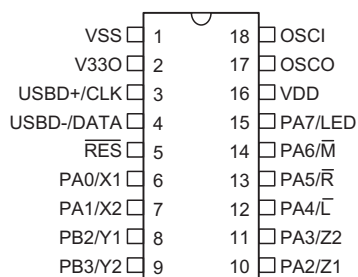 VSS 1 18 OSCI
V33O 2 17 OSCO
USBD+/CLK 3 16 VDD
USBD-/DATA 4 15 PA7/LED
R̅E̅S̅ 5 14 PA6/M̅
PA0/X1 6 13 PA5/R̅
PA1/X2 7 12 PA4/L̅
PB2/Y1 8 11 PA3/Z2
PB3/Y2 9 10 PA2/Z1